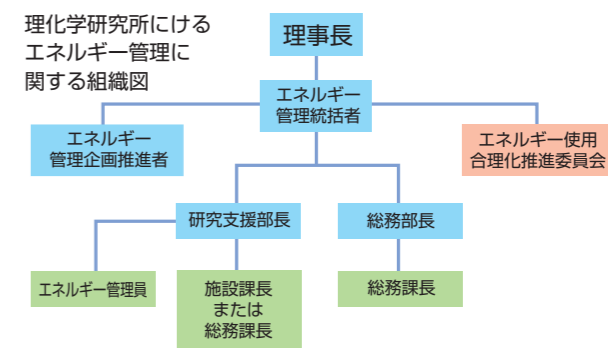 理化学研究所にける
エネルギー管理に
関する組織図
理事長
エネルギー
管理統括者
エネルギー
管理企画推進者
エネルギー使用
合理化推進委員会
研究支援部長
総務部長
エネルギー管理員
施設課長
または
総務課長
総務課長